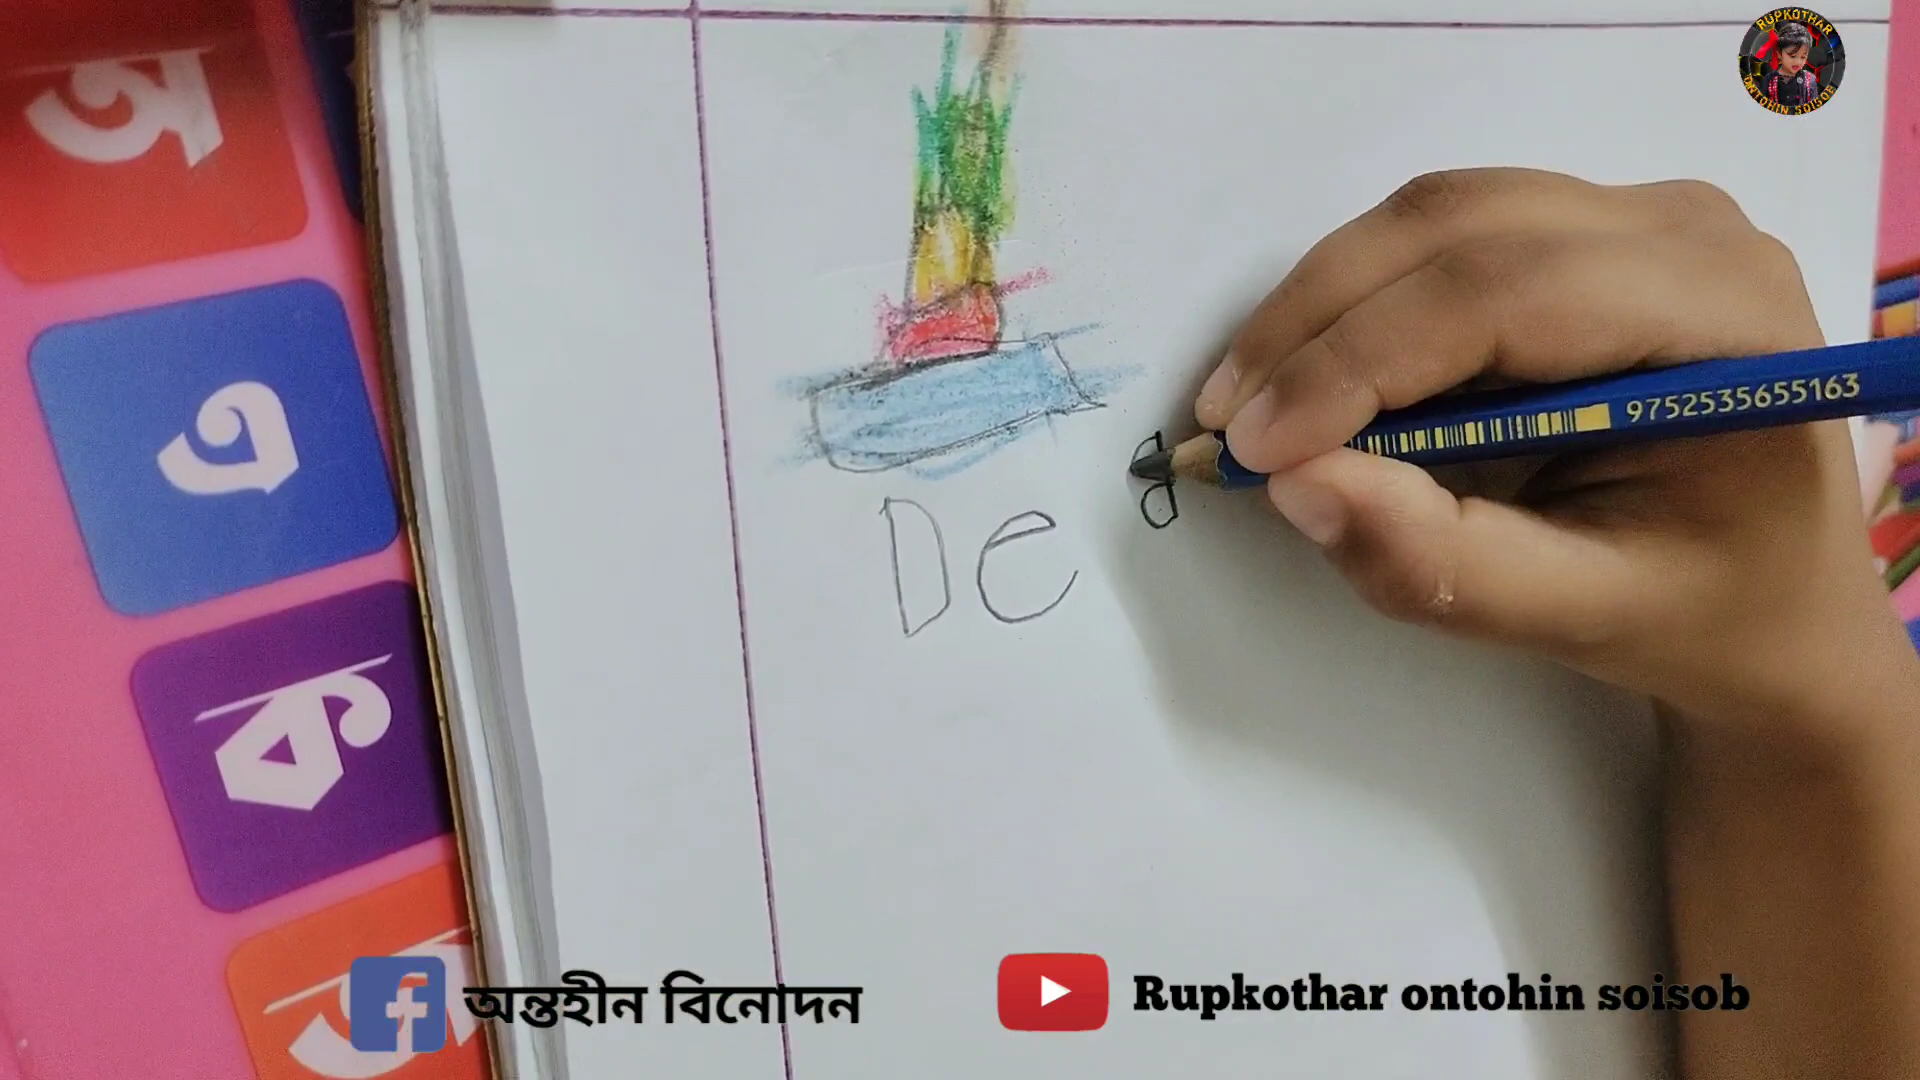 RUPKOTHAR
ONTOHIN SOISOB
অ
এ
ক
9752535655163
De
অন্তহীন বিনোদন
Rupkothar ontohin soisob